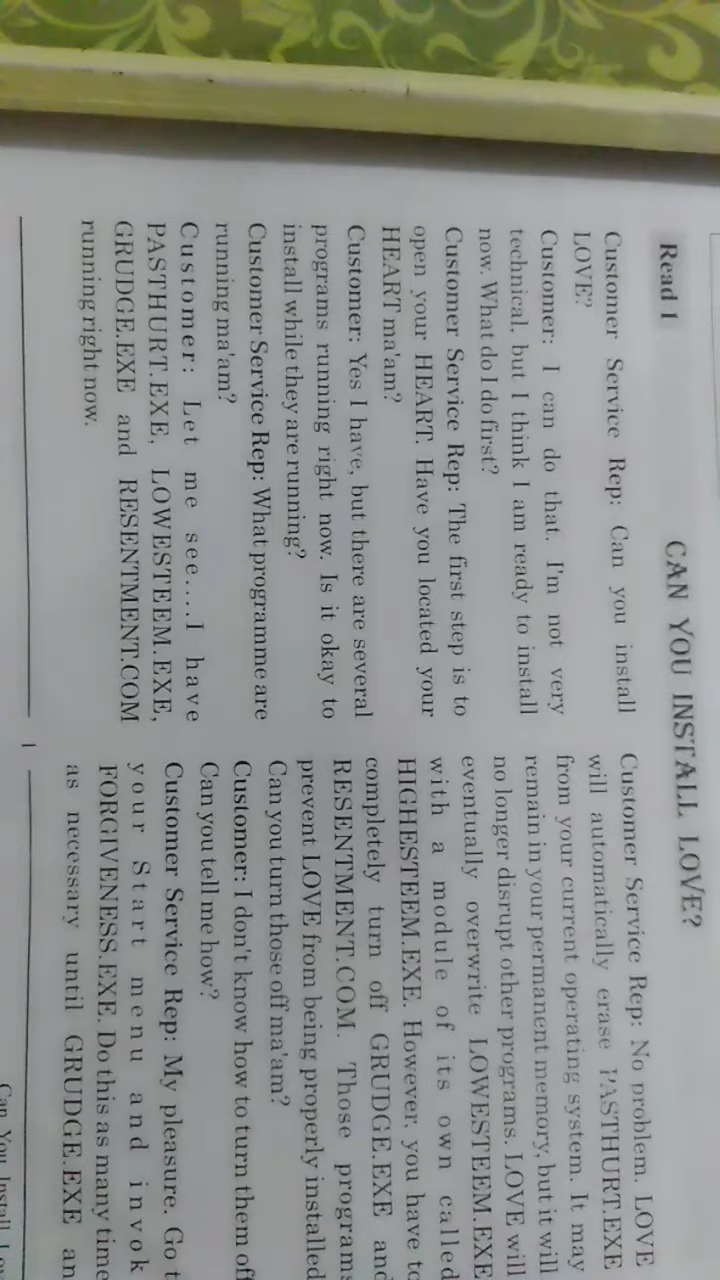 CAN YOU INSTALL LOVE?
Read 1
Customer Service Rep: Can you install
LOVE?
Customer: I can do that. I'm not very
technical, but I think I am ready to install
now. What do I do first?
Customer Service Rep: The first step is to
open your HEART. Have you located your
HEART ma'am?
Customer: Yes I have, but there are several
programs running right now. Is it okay to
install while they are running?
Customer Service Rep: What programme are
running ma'am?
Customer: Let me see....I have
PASTHURT.EXE, LOWESTEEM.EXE,
GRUDGE.EXE and RESENTMENT.COM
running right now.
Customer Service Rep: No problem. LOVE
will automatically erase PASTHURT.EXE
from your current operating system. It may
remain in your permanent memory, but it will
no longer disrupt other programs. LOVE will
eventually overwrite LOWESTEEM.EXE
with a module of its own called
HIGHESTEEM.EXE. However, you have to
completely turn off GRUDGE.EXE and
RESENTMENT.COM. Those programs
prevent LOVE from being properly installed
Can you turn those off ma'am?
Customer: I don't know how to turn them off
Can you tell me how?
Customer Service Rep: My pleasure. Go t
your Start menu and invok
FORGIVENESS.EXE. Do this as many time
as necessary until GRUDGE.EXE an
1
Can You Install Lov